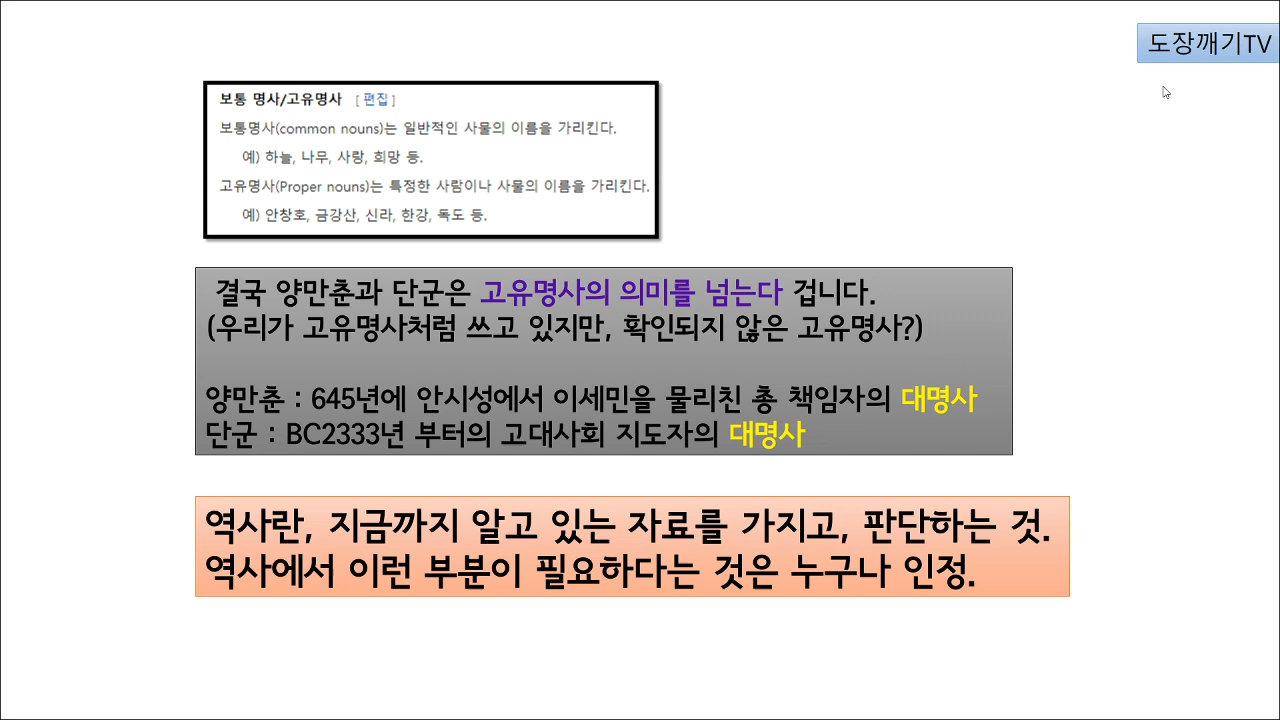 도장깨기TV
보통 명사/고유명사 [편집]
보통명사(common nouns)는 일반적인 사물의 이름을 가리킨다.
예) 하늘, 나무, 사랑, 희망 등.
고유명사(Proper nouns)는 특정한 사람이나 사물의 이름을 가리킨다.
예) 안창호, 금강산, 신라, 한강, 독도 등.
결국 양만춘과 단군은 고유명사의 의미를 넘는다 겁니다.
(우리가 고유명사처럼 쓰고 있지만, 확인되지 않은 고유명사?)
양만춘 : 645년에 안시성에서 이세민을 물리친 총 책임자의 대명사
단군 : BC2333년 부터의 고대사회 지도자의 대명사
역사란, 지금까지 알고 있는 자료를 가지고, 판단하는 것.
역사에서 이런 부분이 필요하다는 것은 누구나 인정.